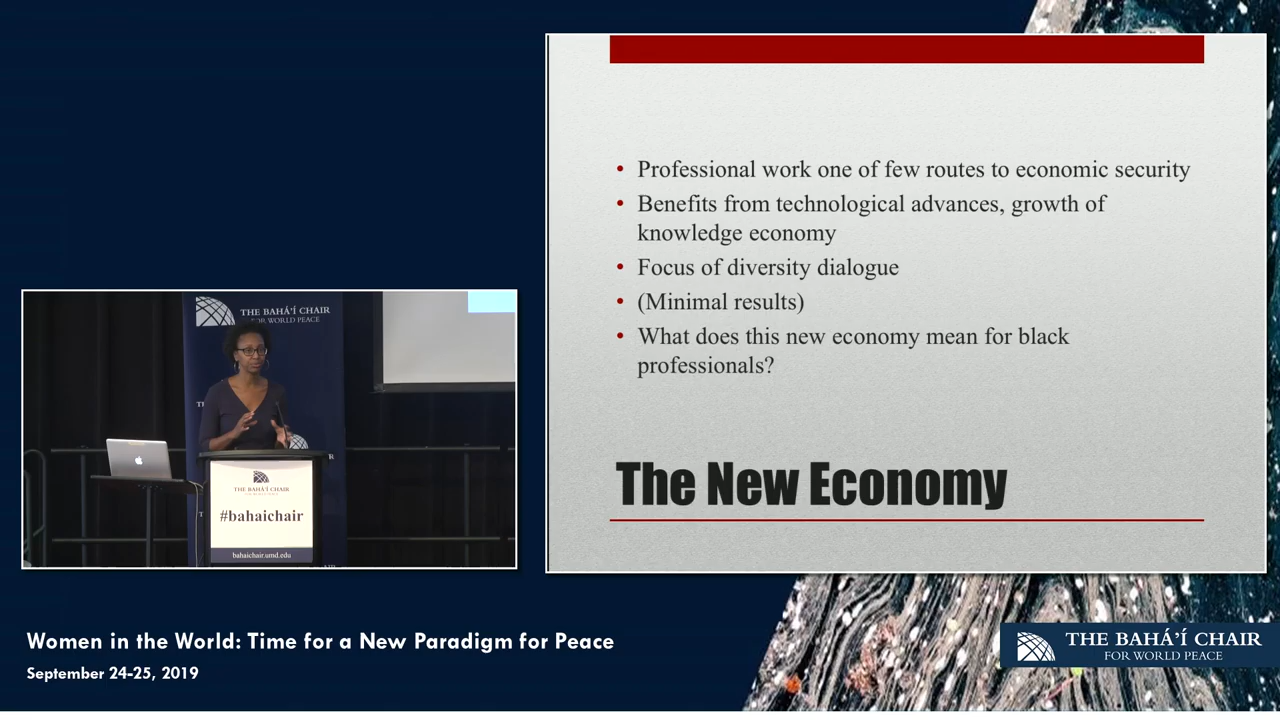 • Professional work one of few routes to economic security
• Benefits from technological advances, growth of
knowledge economy
• Focus of diversity dialogue
• (Minimal results)
• What does this new economy mean for black
professionals?
The New Economy
THE BAHÁ'Í CHAIR
FOR WORLD PEACE
THE BAHÁ'Í CHAIR
FOR WORLD PEACE
#bahaichair
bahaichair.umd.edu
Women in the World: Time for a New Paradigm for Peace
September 24-25, 2019
THE BAHÁ'Í CHAIR
FOR WORLD PEACE